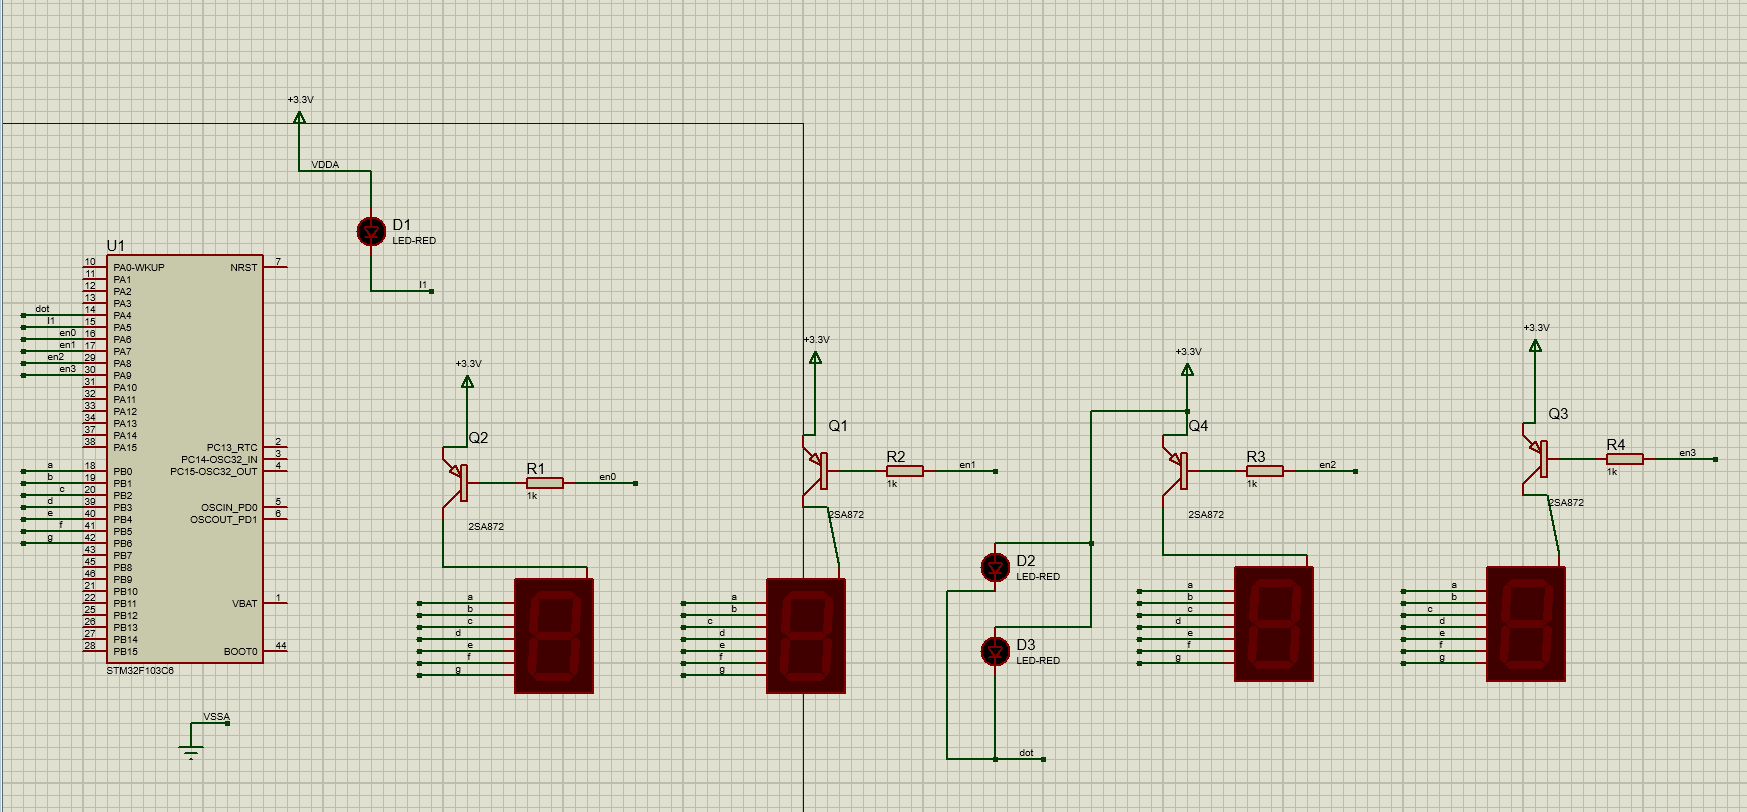 +3.3V
VDDA
D1
LED-RED
l1
U1
10 PA0-WKUP NRST 7
11 PA1
12 PA2
13 PA3
dot 14 PA4
l1 15 PA5
en0 16 PA6
en1 17 PA7
en2 29 PA8
en3 30 PA9
31 PA10
32 PA11
33 PA12
34 PA13
37 PA14
38 PA15
PC13_RTC 2
PC14-OSC32_IN 3
PC15-OSC32_OUT 4
a 18 PB0
b 19 PB1
c 20 PB2
d 39 PB3
e 40 PB4
f 41 PB5
g 42 PB6
OSCIN_PD0 5
OSCOUT_PD1 6
43 PB7
45 PB8
46 PB9
21 PB10
22 PB11
VBAT 1
25 PB12
26 PB13
27 PB14
28 PB15
BOOT0 44
STM32F103C6
VSSA
+3.3V
Q2
R1
1k
en0
2SA872
a
b
c
d
e
f
g
+3.3V
Q1
R2
1k
en1
2SA872
a
b
c
d
e
f
g
D2
LED-RED
D3
LED-RED
dot
+3.3V
Q4
R3
1k
en2
2SA872
a
b
c
d
e
f
g
+3.3V
Q3
R4
1k
en3
2SA872
a
b
c
d
e
f
g